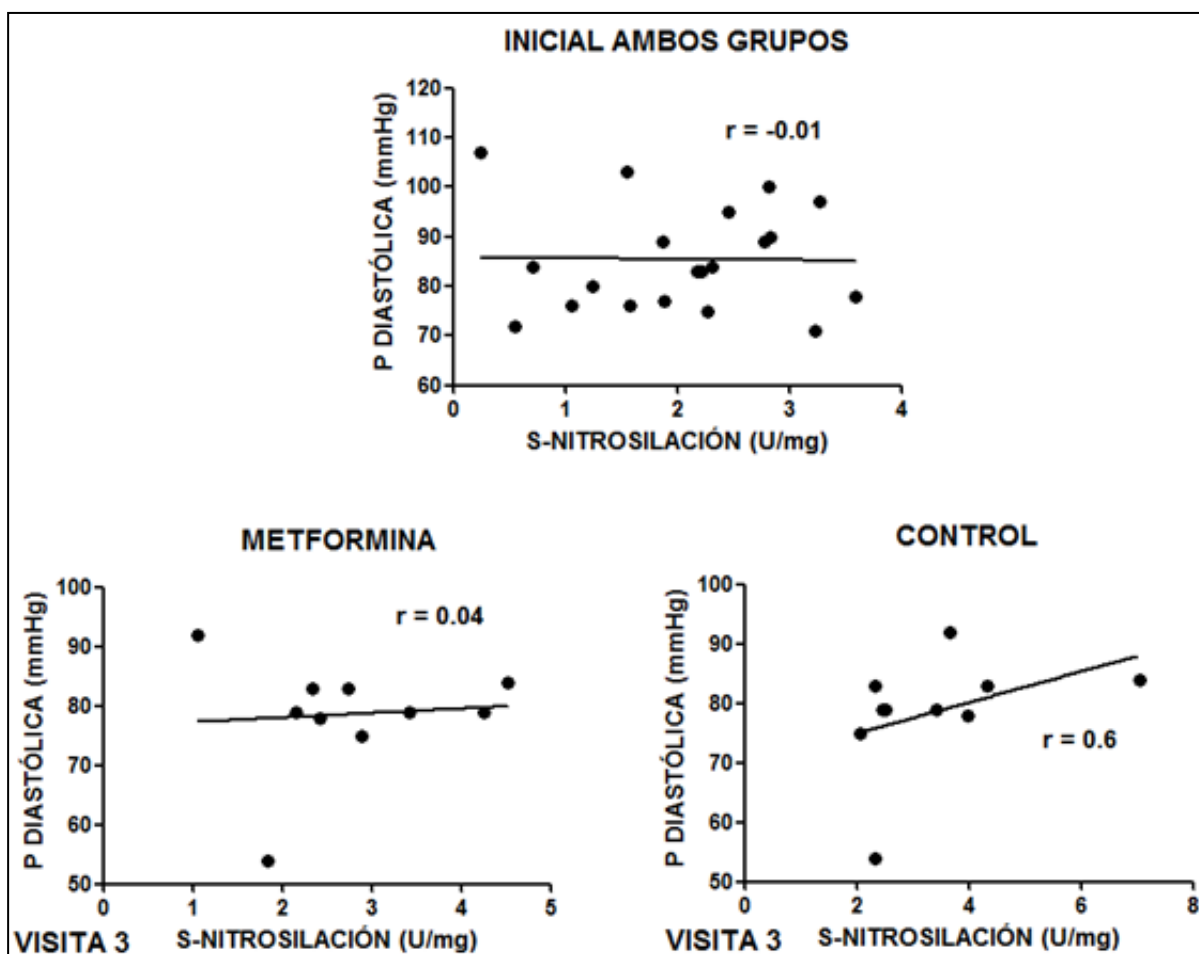 INICIAL AMBOS GRUPOS
r = -0.01
P DIASTÓLICA (mmHg)
120
110
100
90
80
70
60
0 1 2 3 4
S-NITROSILACIÓN (U/mg)
METFORMINA
r = 0.04
P DIASTÓLICA (mmHg)
100
90
80
70
60
50
0 1 2 3 4 5
VISITA 3 S-NITROSILACIÓN (U/mg)
CONTROL
r = 0.6
P DIASTÓLICA (mmHg)
100
90
80
70
60
50
0 2 4 6 8
VISITA 3 S-NITROSILACIÓN (U/mg)